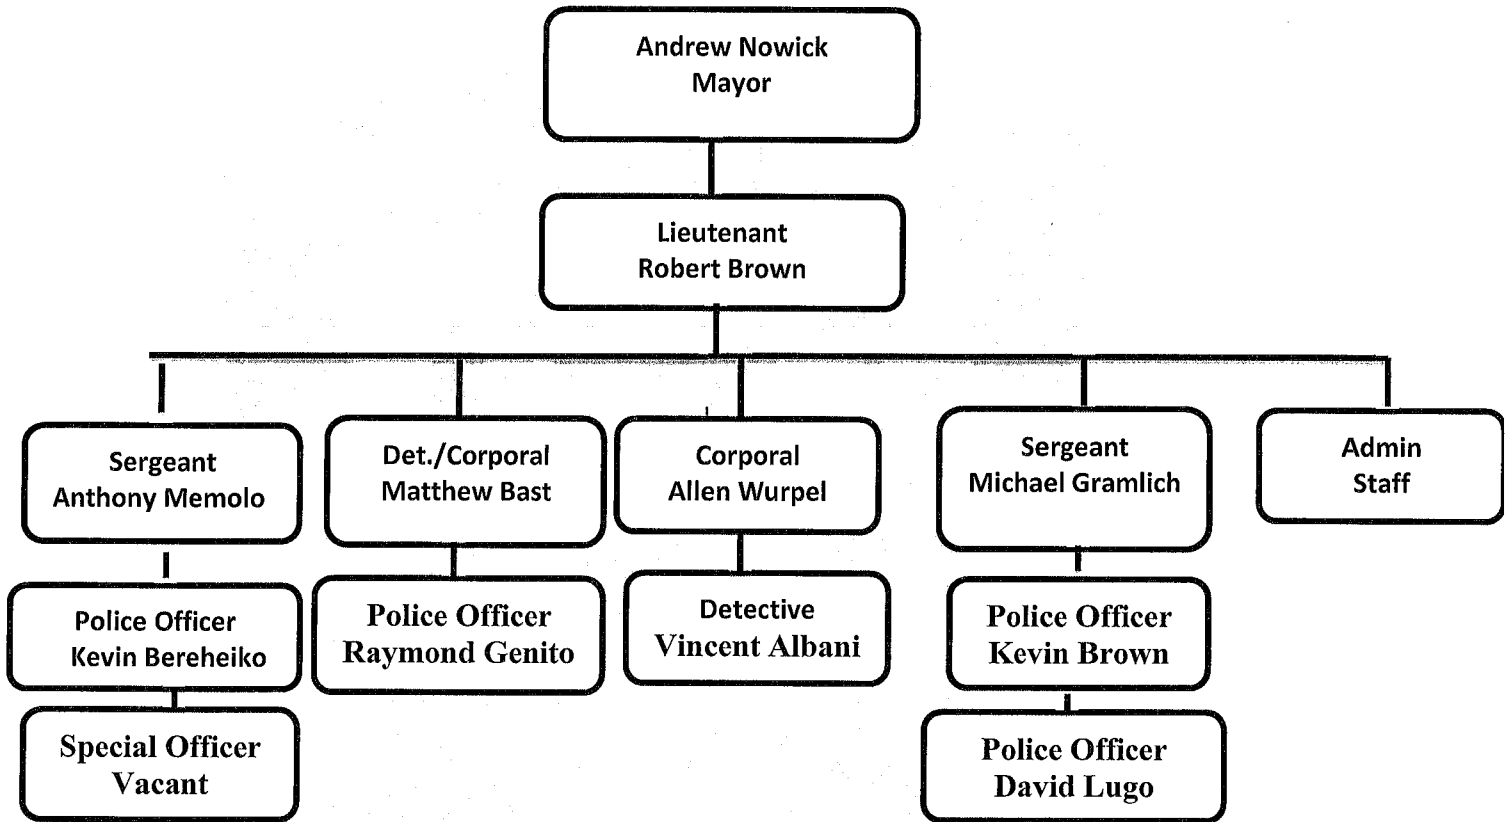 Andrew Nowick
Mayor
Lieutenant
Robert Brown
Sergeant
Anthony Memolo
Det./Corporal
Matthew Bast
Corporal
Allen Wurpel
Sergeant
Michael Gramlich
Admin
Staff
Police Officer
Kevin Bereheiko
Police Officer
Raymond Genito
Detective
Vincent Albani
Police Officer
Kevin Brown
Special Officer
Vacant
Police Officer
David Lugo